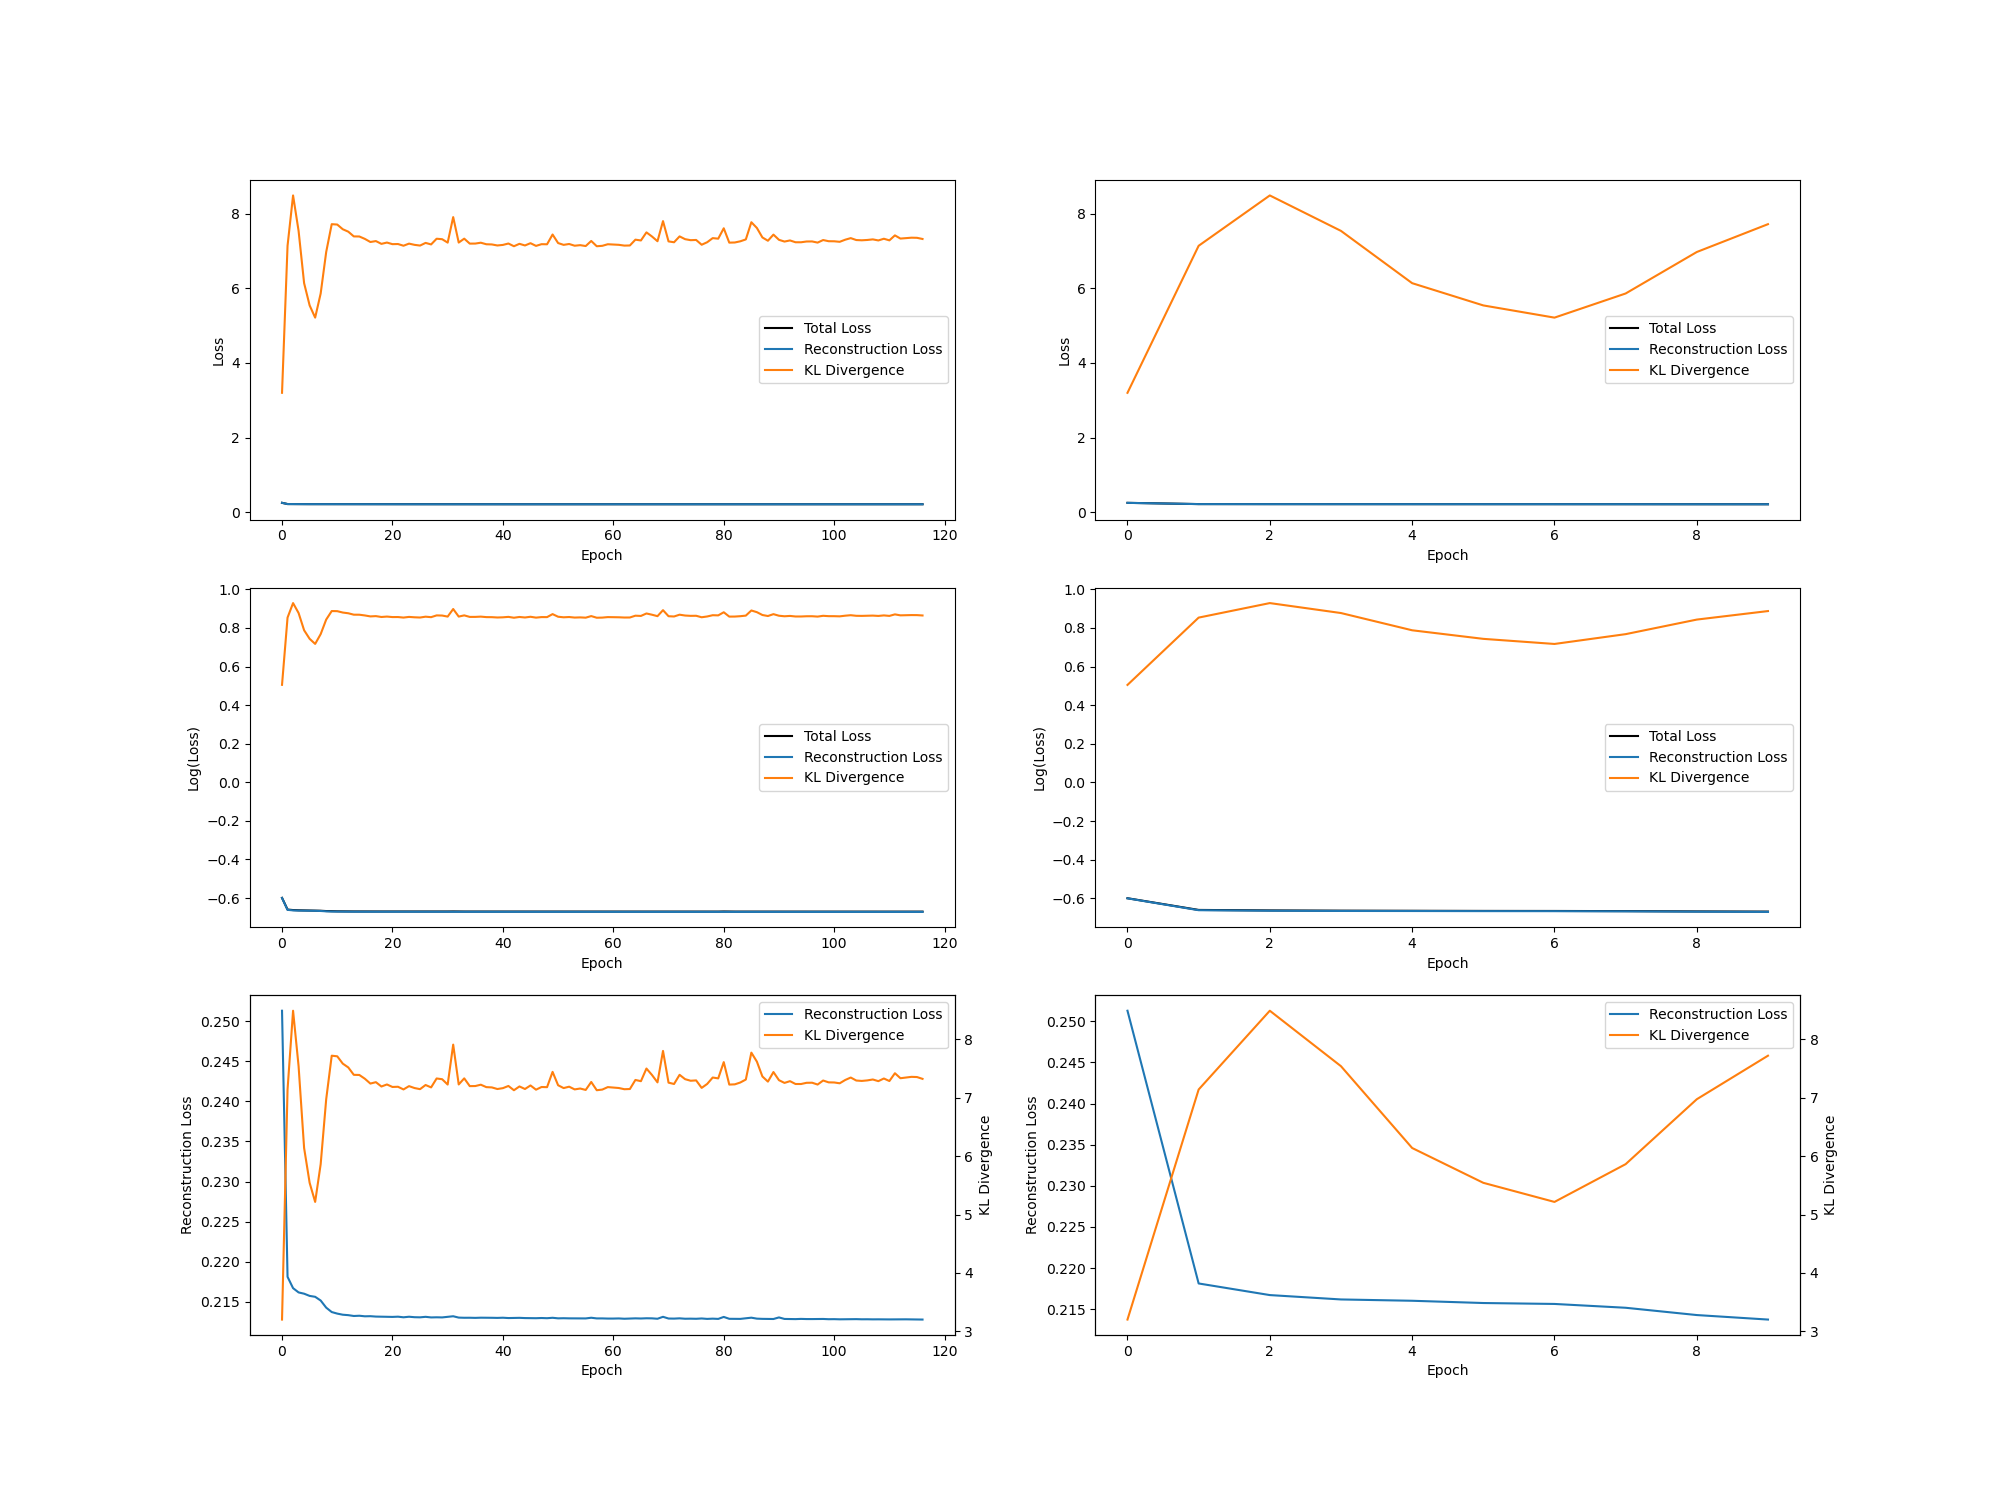 8
6
4
2
0
Loss
Total Loss
Reconstruction Loss
KL Divergence
0 20 40 60 80 100 120
Epoch
8
6
4
2
0
Loss
Total Loss
Reconstruction Loss
KL Divergence
0 2 4 6 8
Epoch
1.0
0.8
0.6
0.4
0.2
0.0
−0.2
−0.4
−0.6
Log(Loss)
Total Loss
Reconstruction Loss
KL Divergence
0 20 40 60 80 100 120
Epoch
1.0
0.8
0.6
0.4
0.2
0.0
−0.2
−0.4
−0.6
Log(Loss)
Total Loss
Reconstruction Loss
KL Divergence
0 2 4 6 8
Epoch
0.250
0.245
0.240
0.235
0.230
0.225
0.220
0.215
Reconstruction Loss
Reconstruction Loss
KL Divergence
8
7
6
5
4
3
KL Divergence
0 20 40 60 80 100 120
Epoch
0.250
0.245
0.240
0.235
0.230
0.225
0.220
0.215
Reconstruction Loss
Reconstruction Loss
KL Divergence
8
7
6
5
4
3
KL Divergence
0 2 4 6 8
Epoch